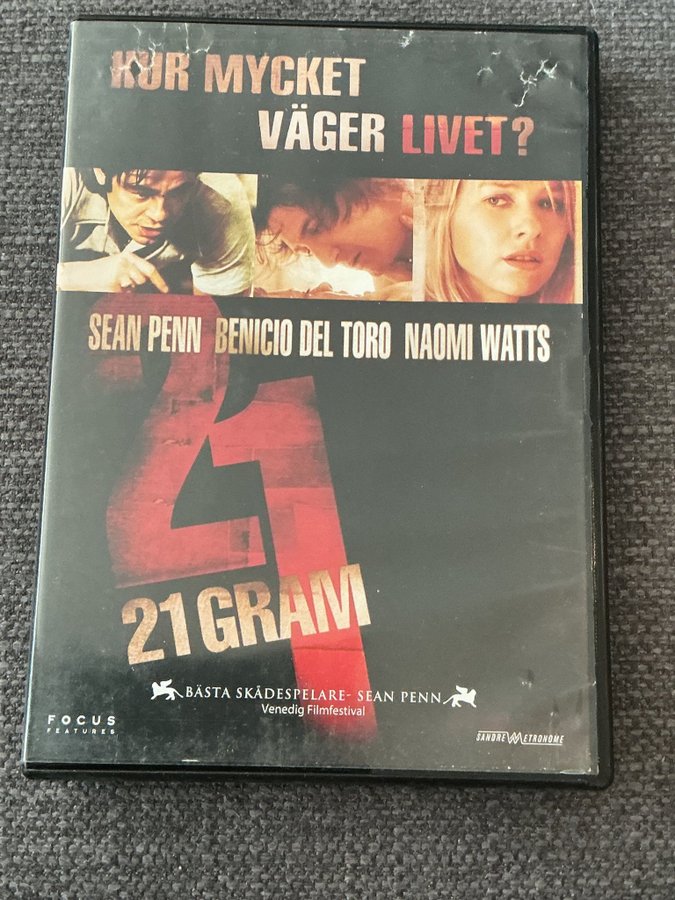 HUR MYCKET
VÄGER LIVET?
SEAN PENN BENICIO DEL TORO NAOMI WATTS
21
21 GRAM
BÄSTA SKÅDESPELARE- SEAN PENN
Venedig Filmfestival
FOCUS
FEATURES
SANDREW METRONOME